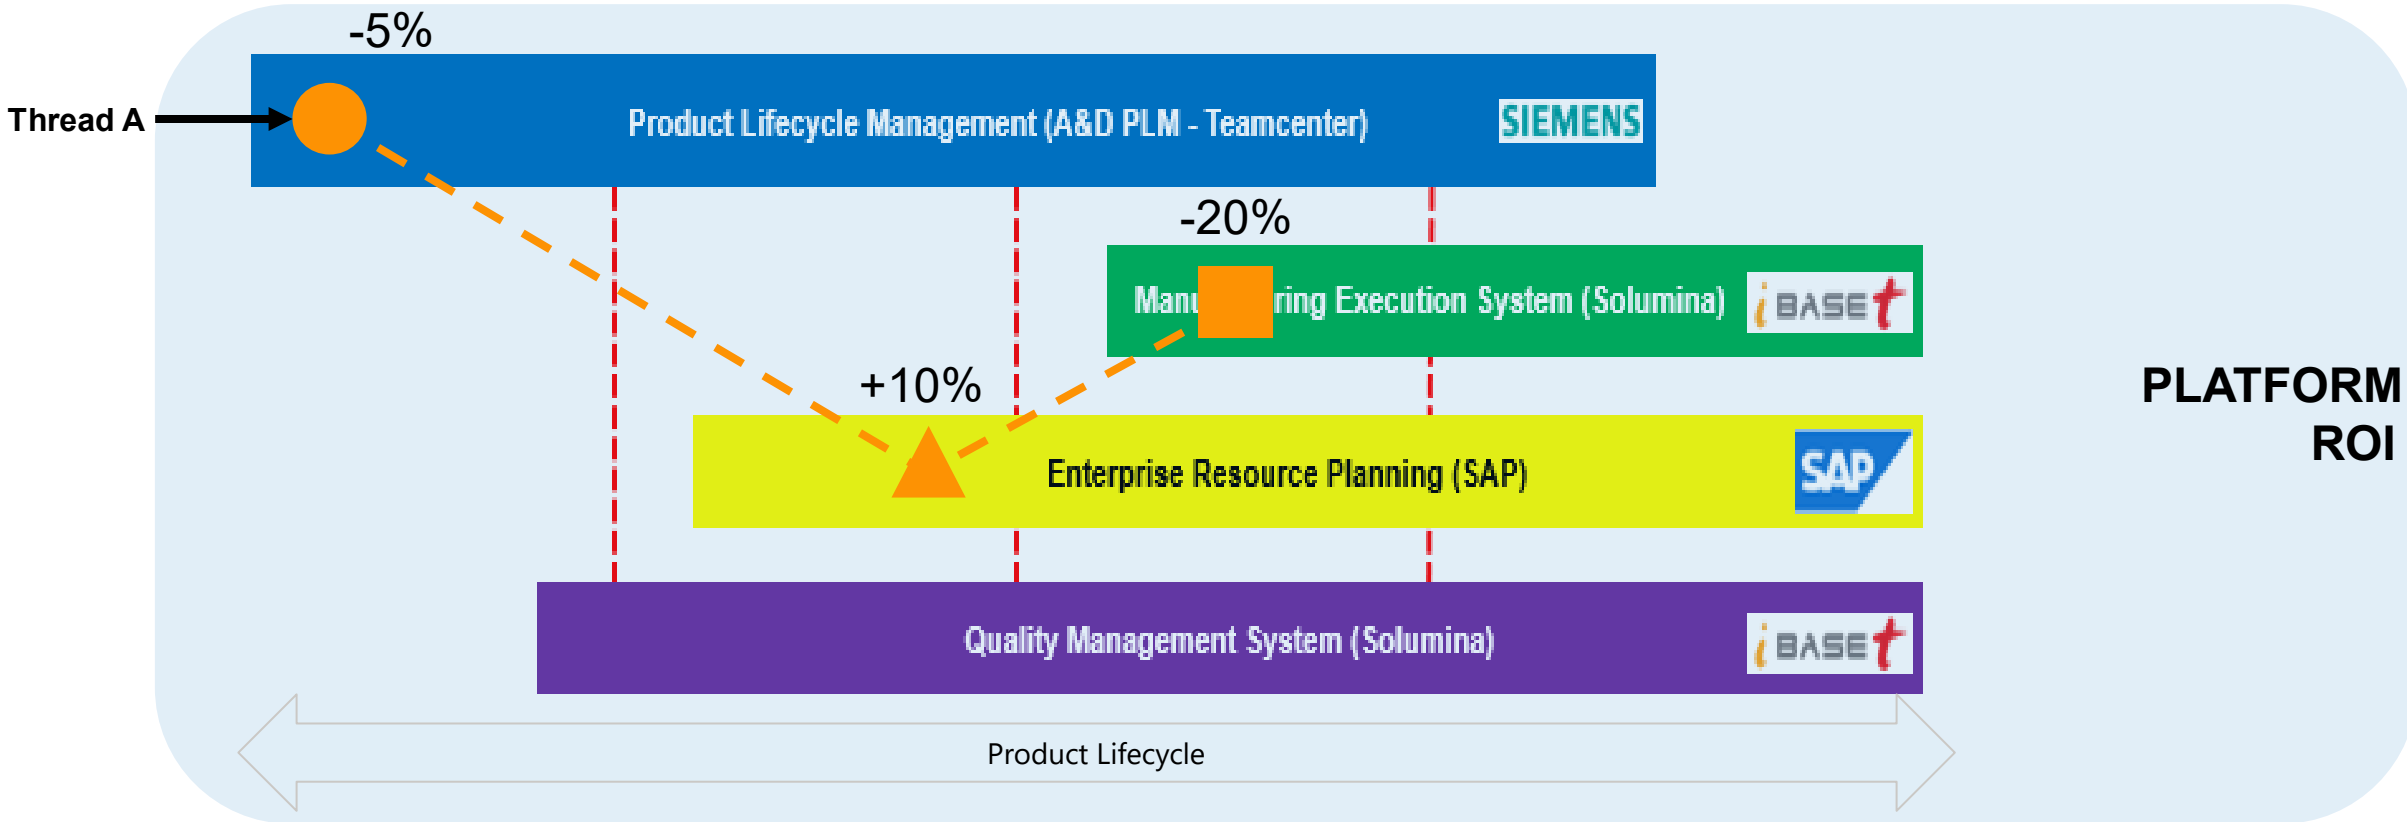 -5%
Thread A
Product Lifecycle Management (A&D PLM - Teamcenter)
SIEMENS
-20%
Manu ring Execution System (Solumina)
iBASEt
+10%
PLATFORM
ROI
Enterprise Resource Planning (SAP)
SAP
Quality Management System (Solumina)
iBASEt
Product Lifecycle